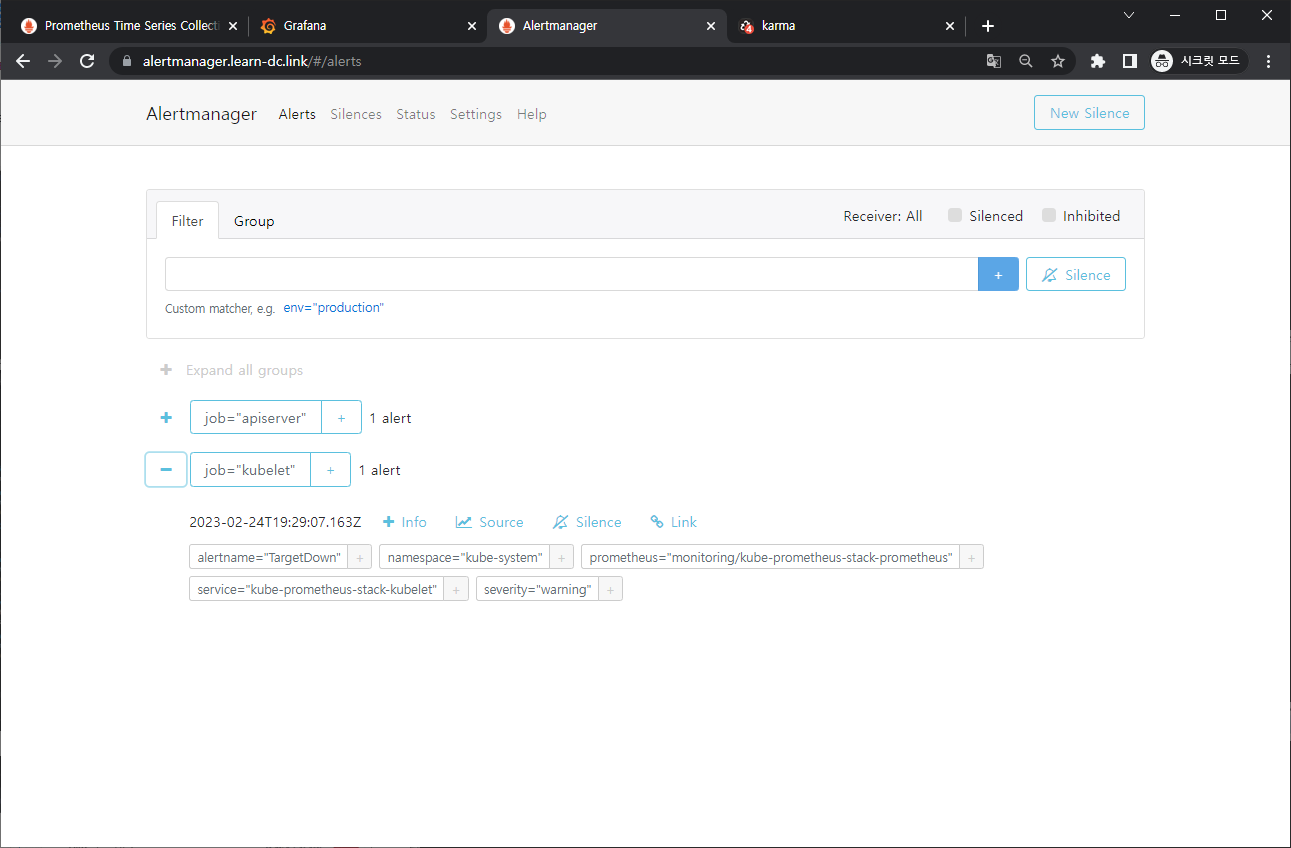 Prometheus Time Series Collecti
Grafana
Alertmanager
karma
alertmanager.learn-dc.link/#/alerts
시크릿 모드
Alertmanager Alerts Silences Status Settings Help New Silence
Filter Group Receiver: All Silenced Inhibited
+ Silence
Custom matcher, e.g. env="production"
+ Expand all groups
+ job="apiserver" + 1 alert
− job="kubelet" + 1 alert
2023-02-24T19:29:07.163Z + Info Source Silence Link
alertname="TargetDown" + namespace="kube-system" + prometheus="monitoring/kube-prometheus-stack-prometheus" +
service="kube-prometheus-stack-kubelet" + severity="warning" +